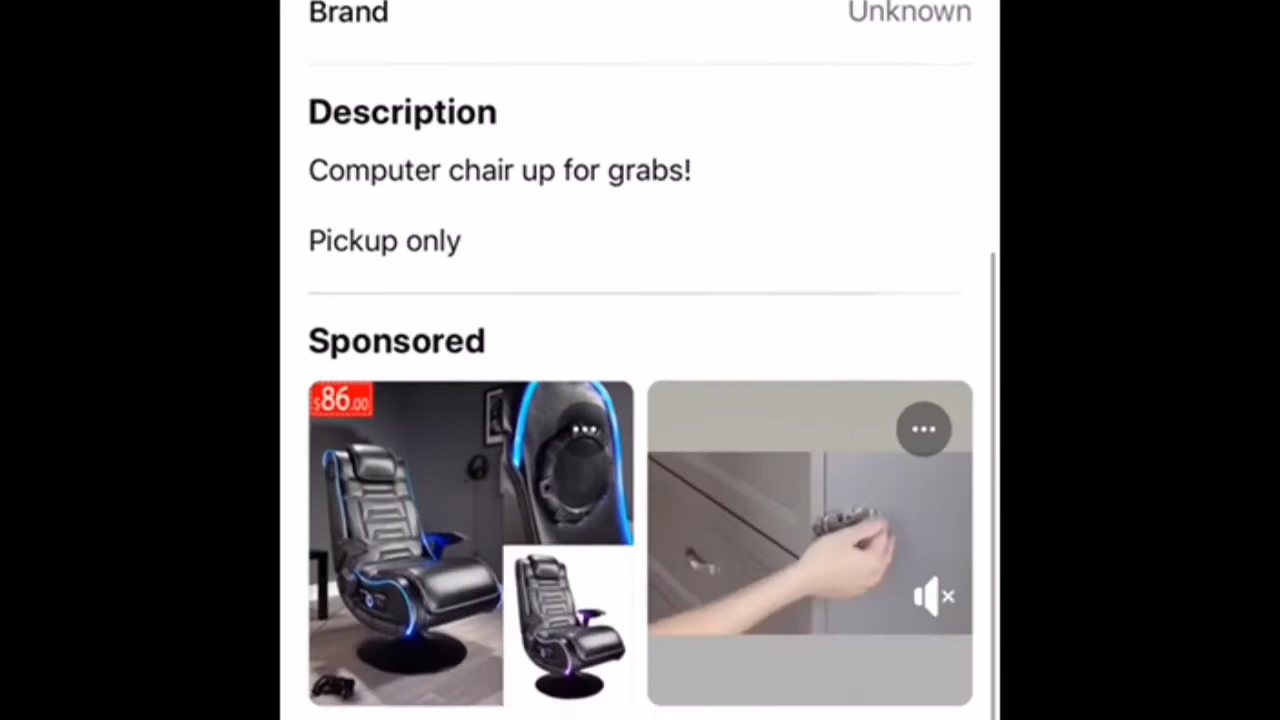 Brand
Unknown
Description
Computer chair up for grabs!
Pickup only
Sponsored
$86.00